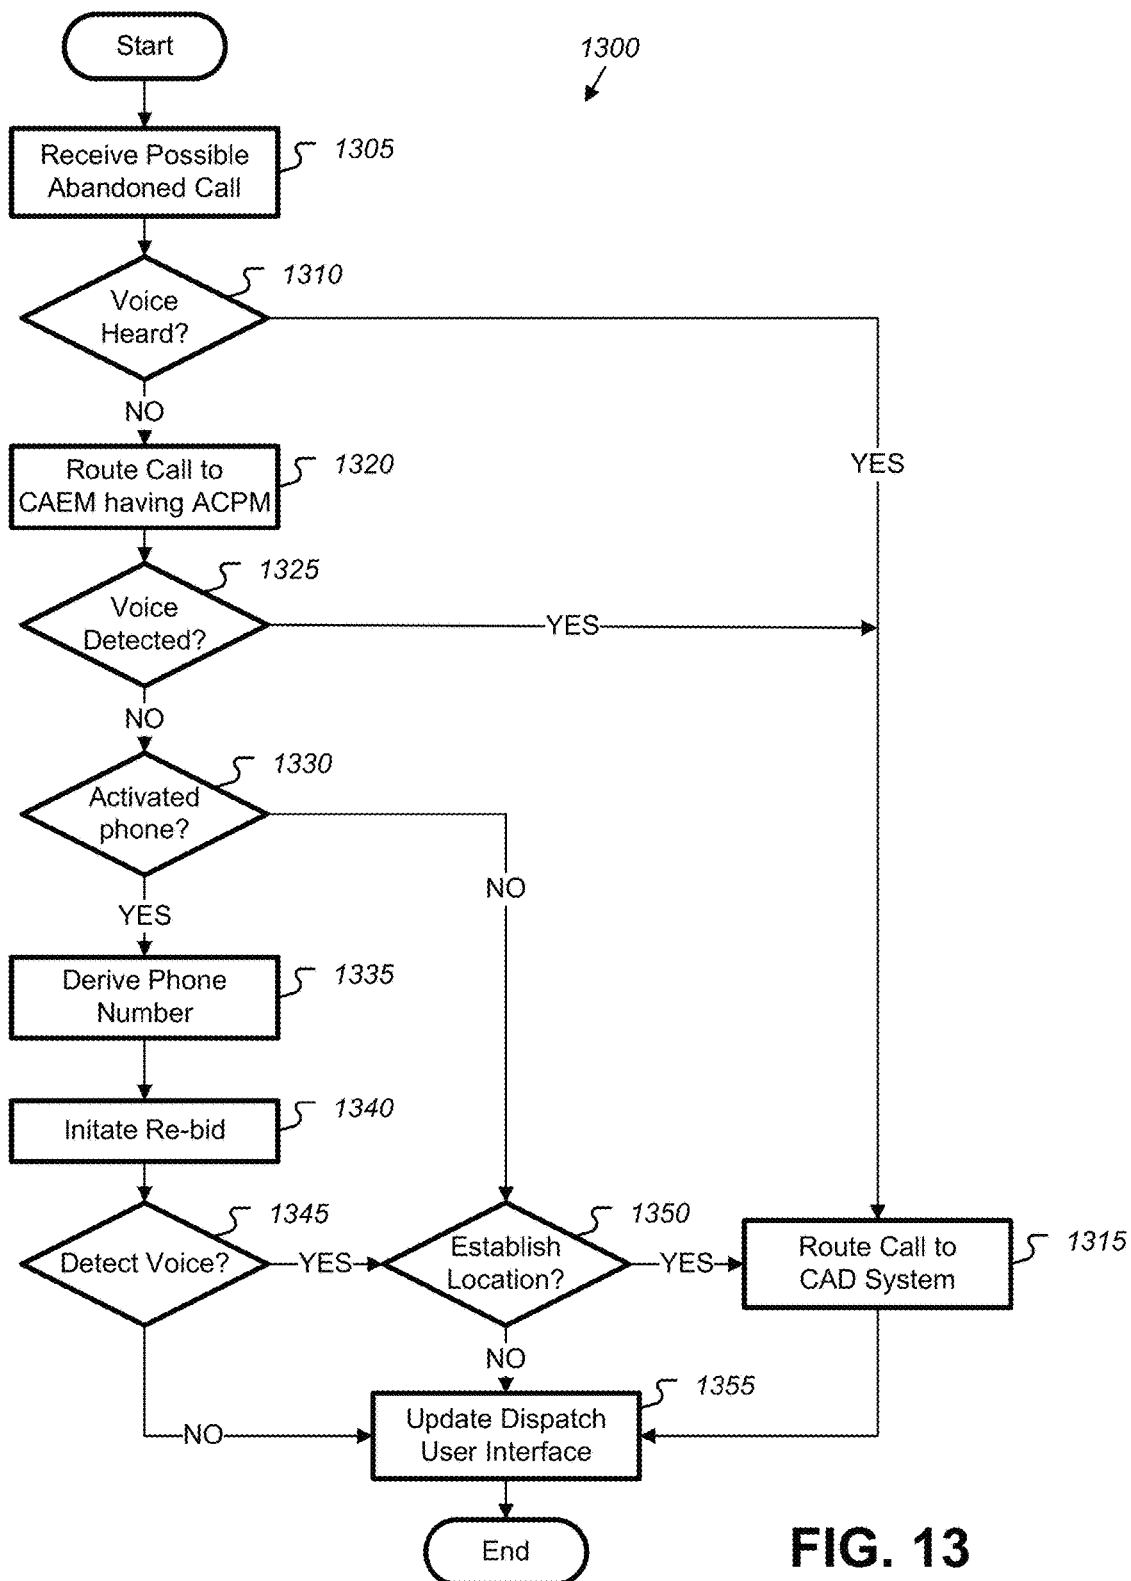 Start
1300
Receive Possible
Abandoned Call
1305
Voice
Heard?
1310
NO
YES
Route Call to
CAEM having ACPM
1320
Voice
Detected?
1325
YES
NO
Activated
phone?
1330
NO
YES
Derive Phone
Number
1335
Initate Re-bid
1340
Detect Voice?
1345
YES
Establish
Location?
1350
YES
Route Call to
CAD System
1315
NO
NO
Update Dispatch
User Interface
1355
End
FIG. 13